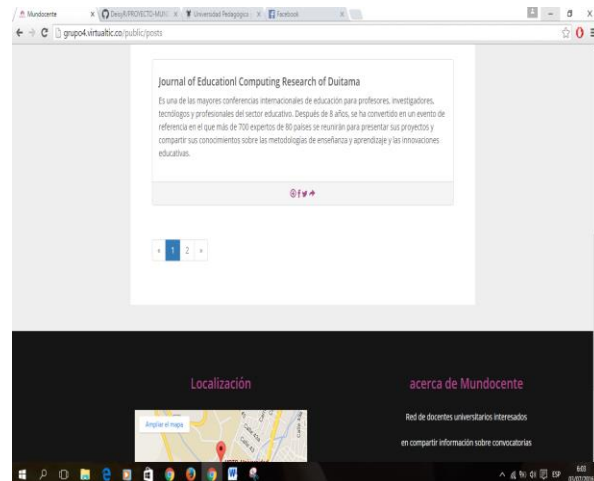 Mundocente
DeisyR/PROYECTO-MUN
Universidad Pedagógica
Facebook
grupo4.virtualtic.co/public/posts
Journal of Educationl Computing Research of Duitama
Es una de las mayores conferencias internacionales de educación para profesores, investigadores,
tecnólogos y profesionales del sector educativo. Después de 8 años, se ha convertido en un evento de
referencia en el que más de 700 expertos de 80 países se reunirán para presentar sus proyectos y
compartir sus conocimientos sobre las metodologías de enseñanza y aprendizaje y las innovaciones
educativas.
« 1 2 »
Localización
Ampliar el mapa
acerca de Mundocente
Red de docentes universitarios interesados
en compartir información sobre convocatorias
ESP
6:03